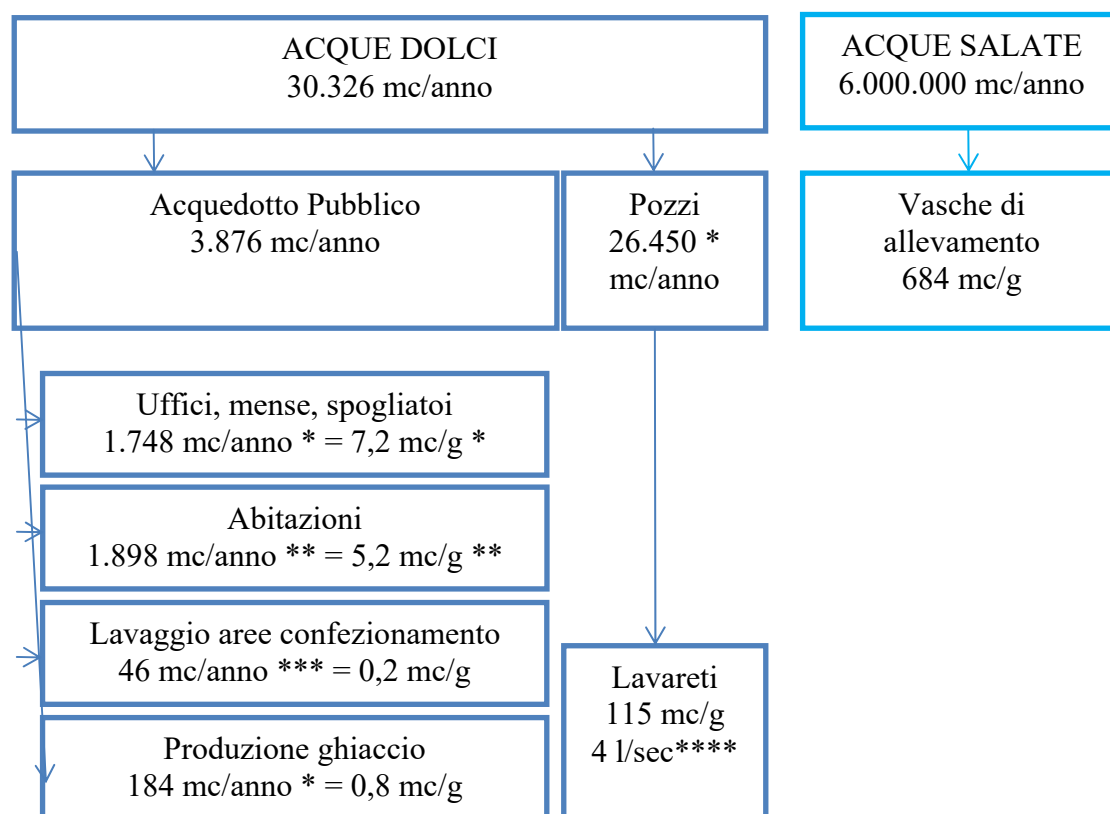 ACQUE DOLCI
30.326 mc/anno
ACQUE SALATE
6.000.000 mc/anno
Acquedotto Pubblico
3.876 mc/anno
Pozzi
26.450 *
mc/anno
Vasche di
allevamento
684 mc/g
Uffici, mense, spogliatoi
1.748 mc/anno * = 7,2 mc/g *
Abitazioni
1.898 mc/anno ** = 5,2 mc/g **
Lavaggio aree confezionamento
46 mc/anno *** = 0,2 mc/g
Produzione ghiaccio
184 mc/anno * = 0,8 mc/g
Lavareti
115 mc/g
4 l/sec****